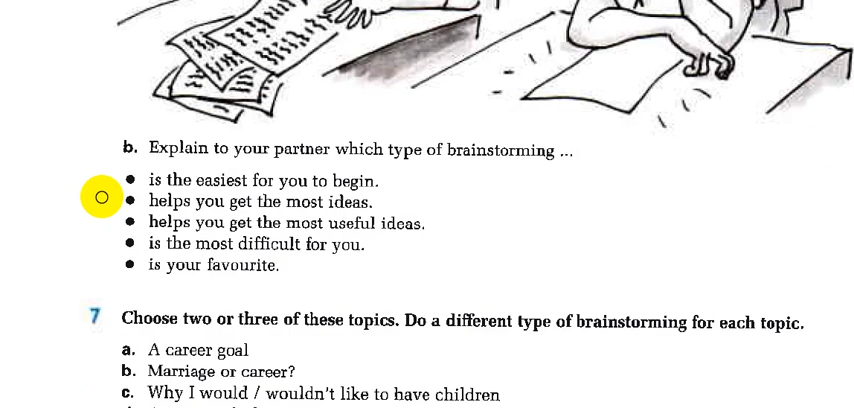 b. Explain to your partner which type of brainstorming ...
• is the easiest for you to begin.
• helps you get the most ideas.
• helps you get the most useful ideas.
• is the most difficult for you.
• is your favourite.
7 Choose two or three of these topics. Do a different type of brainstorming for each topic.
a. A career goal
b. Marriage or career?
c. Why I would / wouldn't like to have children